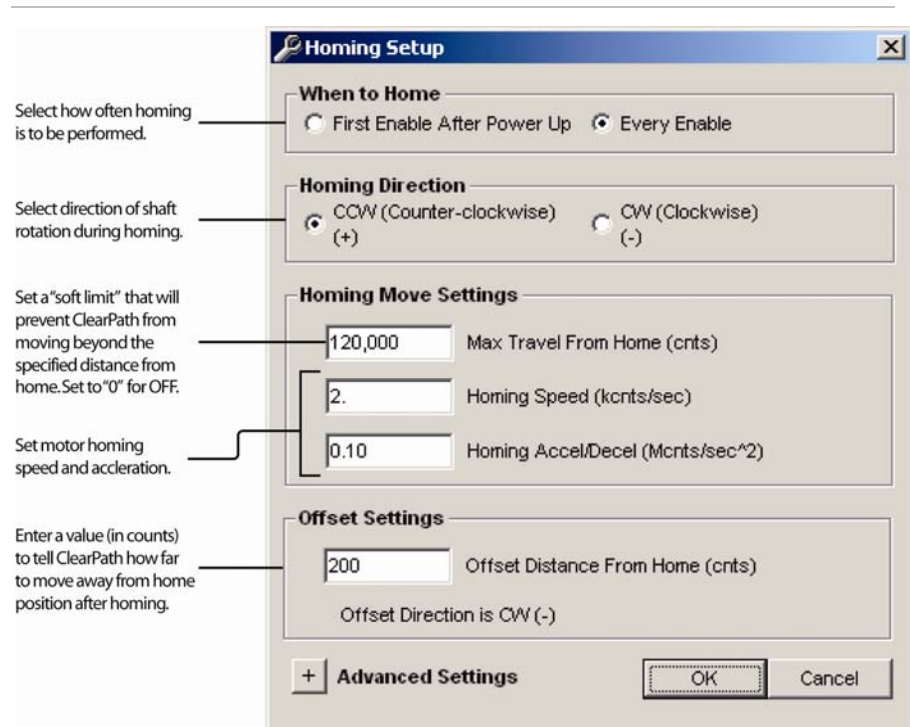 Homing Setup
When to Home
Select how often homing
is to be performed.
First Enable After Power Up
Every Enable
Homing Direction
Select direction of shaft
rotation during homing.
CCW (Counter-clockwise)
(+)
CW (Clockwise)
(-)
Homing Move Settings
Set a "soft limit" that will
prevent ClearPath from
moving beyond the
specified distance from
home. Set to "0" for OFF.
120,000 Max Travel From Home (cnts)
2. Homing Speed (kcnts/sec)
Set motor homing
speed and accleration.
0.10 Homing Accel/Decel (Mcnts/sec^2)
Offset Settings
Enter a value (in counts)
to tell ClearPath how far
to move away from home
position after homing.
200 Offset Distance From Home (cnts)
Offset Direction is CW (-)
+ Advanced Settings
OK
Cancel